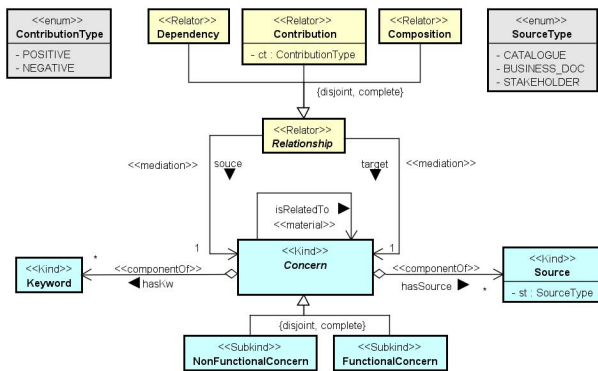 <<enum>>
ContributionType
- POSITIVE
- NEGATIVE
<<Relator>>
Dependency
<<Relator>>
Contribution
- ct : ContributionType
<<Relator>>
Composition
<<enum>>
SourceType
- CATALOGUE
- BUSINESS_DOC
- STAKEHOLDER
{disjoint, complete}
<<Relator>>
Relationship
<<mediation>>
souce
target
<<mediation>>
isRelatedTo
<<material>>
1
1
<<Kind>>
Concern
*
<<Kind>>
Keyword
<<componentOf>>
hasKw
<<componentOf>>
hasSource
*
<<Kind>>
Source
- st : SourceType
{disjoint, complete}
<<Subkind>>
NonFunctionalConcern
<<Subkind>>
FunctionalConcern